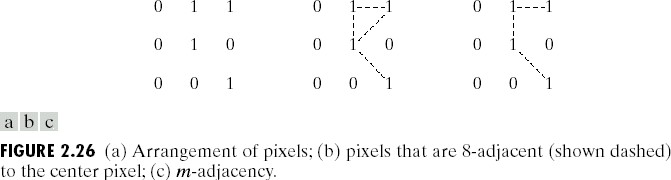 0 1 1 0 1 1 0 1 1
0 1 0 0 1 0 0 1 0
0 0 1 0 0 1 0 0 1
a b c
FIGURE 2.26 (a) Arrangement of pixels; (b) pixels that are 8-adjacent (shown dashed)
to the center pixel; (c) m-adjacency.